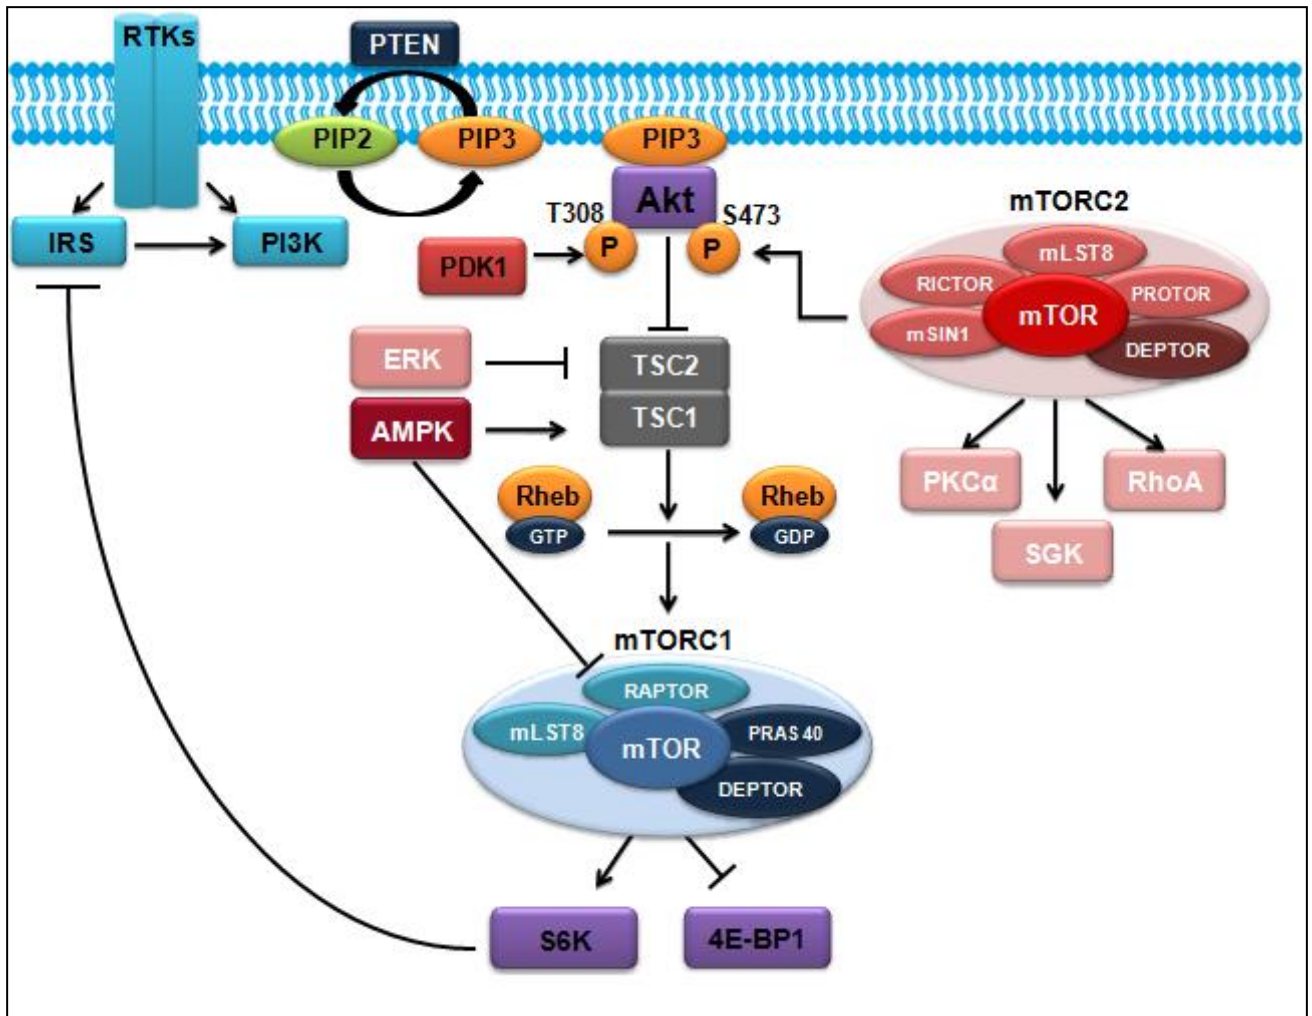 RTKs
PTEN
PIP2
PIP3
PIP3
Akt
T308
S473
P
P
IRS
PI3K
PDK1
mTORC2
mLST8
RICTOR
PROTOR
mTOR
mSIN1
DEPTOR
ERK
TSC2
AMPK
TSC1
PKCα
RhoA
SGK
Rheb
GTP
Rheb
GDP
mTORC1
RAPTOR
mLST8
mTOR
PRAS 40
DEPTOR
S6K
4E-BP1